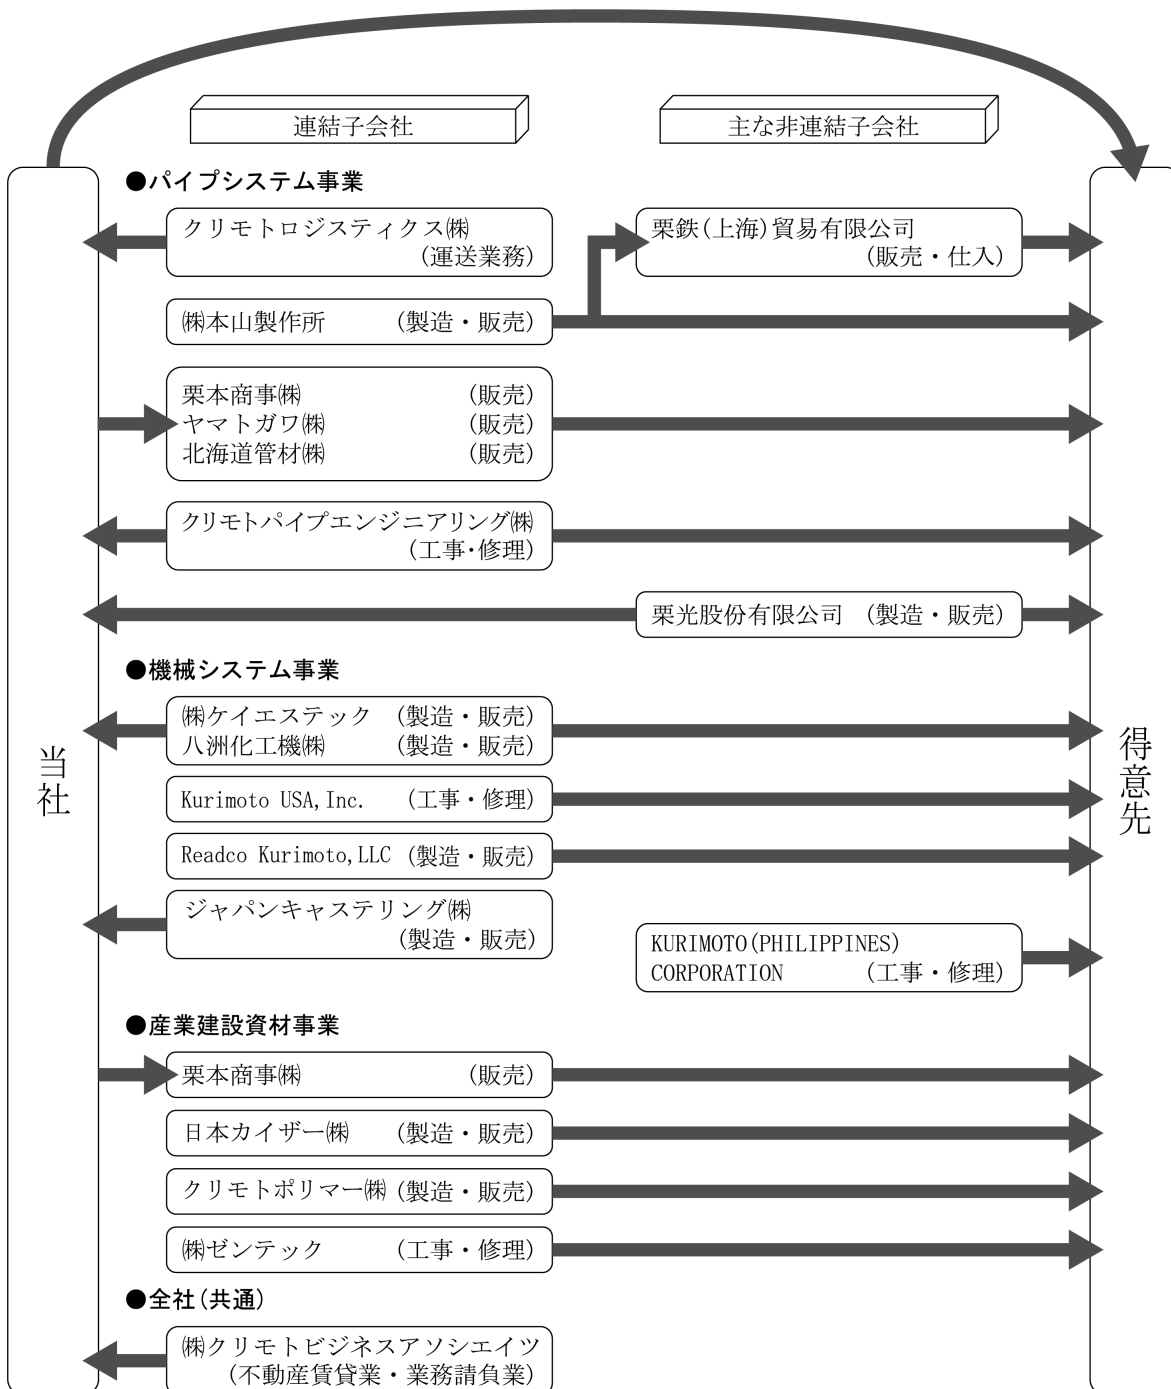 連結子会社
主な非連結子会社
●パイプシステム事業
クリモトロジスティクス㈱
(運送業務)
栗鉄(上海)貿易有限公司
(販売・仕入)
㈱本山製作所 (製造・販売)
栗本商事㈱ (販売)
ヤマトガワ㈱ (販売)
北海道管材㈱ (販売)
クリモトパイプエンジニアリング㈱
(工事・修理)
栗光股份有限公司 (製造・販売)
●機械システム事業
㈱ケイエステック (製造・販売)
八洲化工機㈱ (製造・販売)
当社
得意先
Kurimoto USA,Inc. (工事・修理)
Readco Kurimoto,LLC (製造・販売)
ジャパンキャステリング㈱
(製造・販売)
KURIMOTO(PHILIPPINES)
CORPORATION (工事・修理)
●産業建設資材事業
栗本商事㈱ (販売)
日本カイザー㈱ (製造・販売)
クリモトポリマー㈱ (製造・販売)
㈱ゼンテック (工事・修理)
●全社(共通)
㈱クリモトビジネスアソシエイツ
(不動産賃貸業・業務請負業)